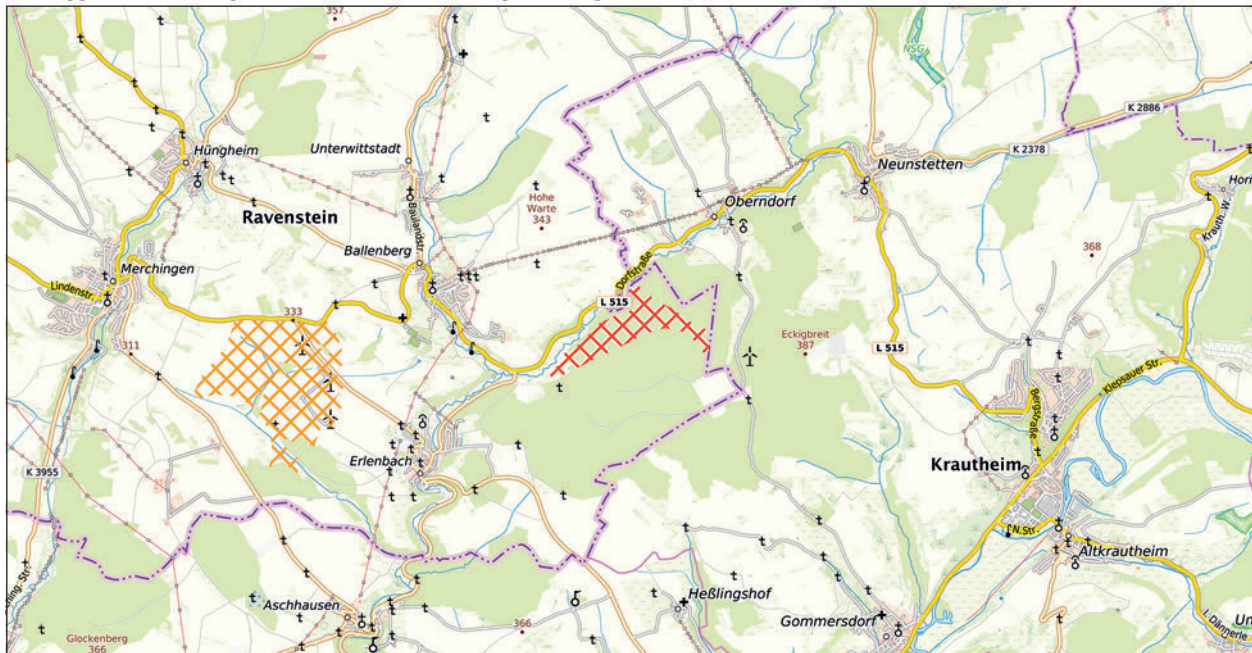 357
NSG
K 2886
Hüngheim
Unterwittstadt
K 2378
Neunstetten
Ravenstein
Baulandstr.
Hohe
Warte
343
Oberndorf
Krauth. W.
Ballenberg
368
Merchingen
Dorfstraße
Lindenstr.
L 515
333
311
Eckigbreit
387
L 515
Klepsauer Str.
Bergstraße
K 3955
Erlenbach
Krautheim
N.Str.
Altkrautheim
Aschhausen
Heßlingshof
Glockenberg
366
366
Gommersdorf
L.Dännerle